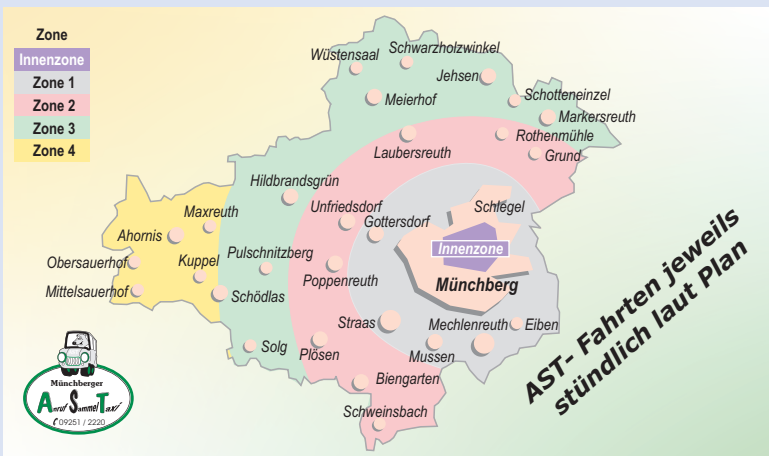 Zone
Innenzone
Zone 1
Zone 2
Zone 3
Zone 4
Wüstensaal
Schwarzholzwinkel
Jehsen
Meierhof
Schotteneinzel
Markersreuth
Rothenmühle
Laubersreuth
Grund
Hildbrandsgrün
Unfriedsdorf
Schlegel
Maxreuth
Gottersdorf
Ahornis
Pulschnitzberg
Innenzone
Obersauerhof
Kuppel
Poppenreuth
Münchberg
Mittelsauerhof
Schödlas
Straas
Mechlenreuth
Eiben
Solg
Plösen
Mussen
Biengarten
Schweinsbach
AST- Fahrten jeweils
stündlich laut Plan
Münchberger
Anruf Sammel Taxi
✆ 09251 / 2220